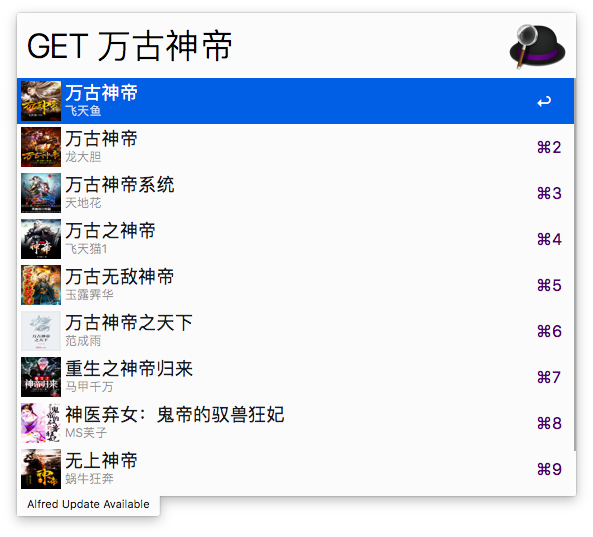 GET 万古神帝
万古神帝
飞天鱼
↩
万古神帝
龙大胆
⌘2
万古神帝系统
天地花
⌘3
万古之神帝
飞天猫1
⌘4
万古无敌神帝
玉露霁华
⌘5
万古神帝之天下
范成雨
⌘6
重生之神帝归来
马甲千万
⌘7
神医弃女：鬼帝的驭兽狂妃
MS芙子
⌘8
无上神帝
蜗牛狂奔
⌘9
Alfred Update Available